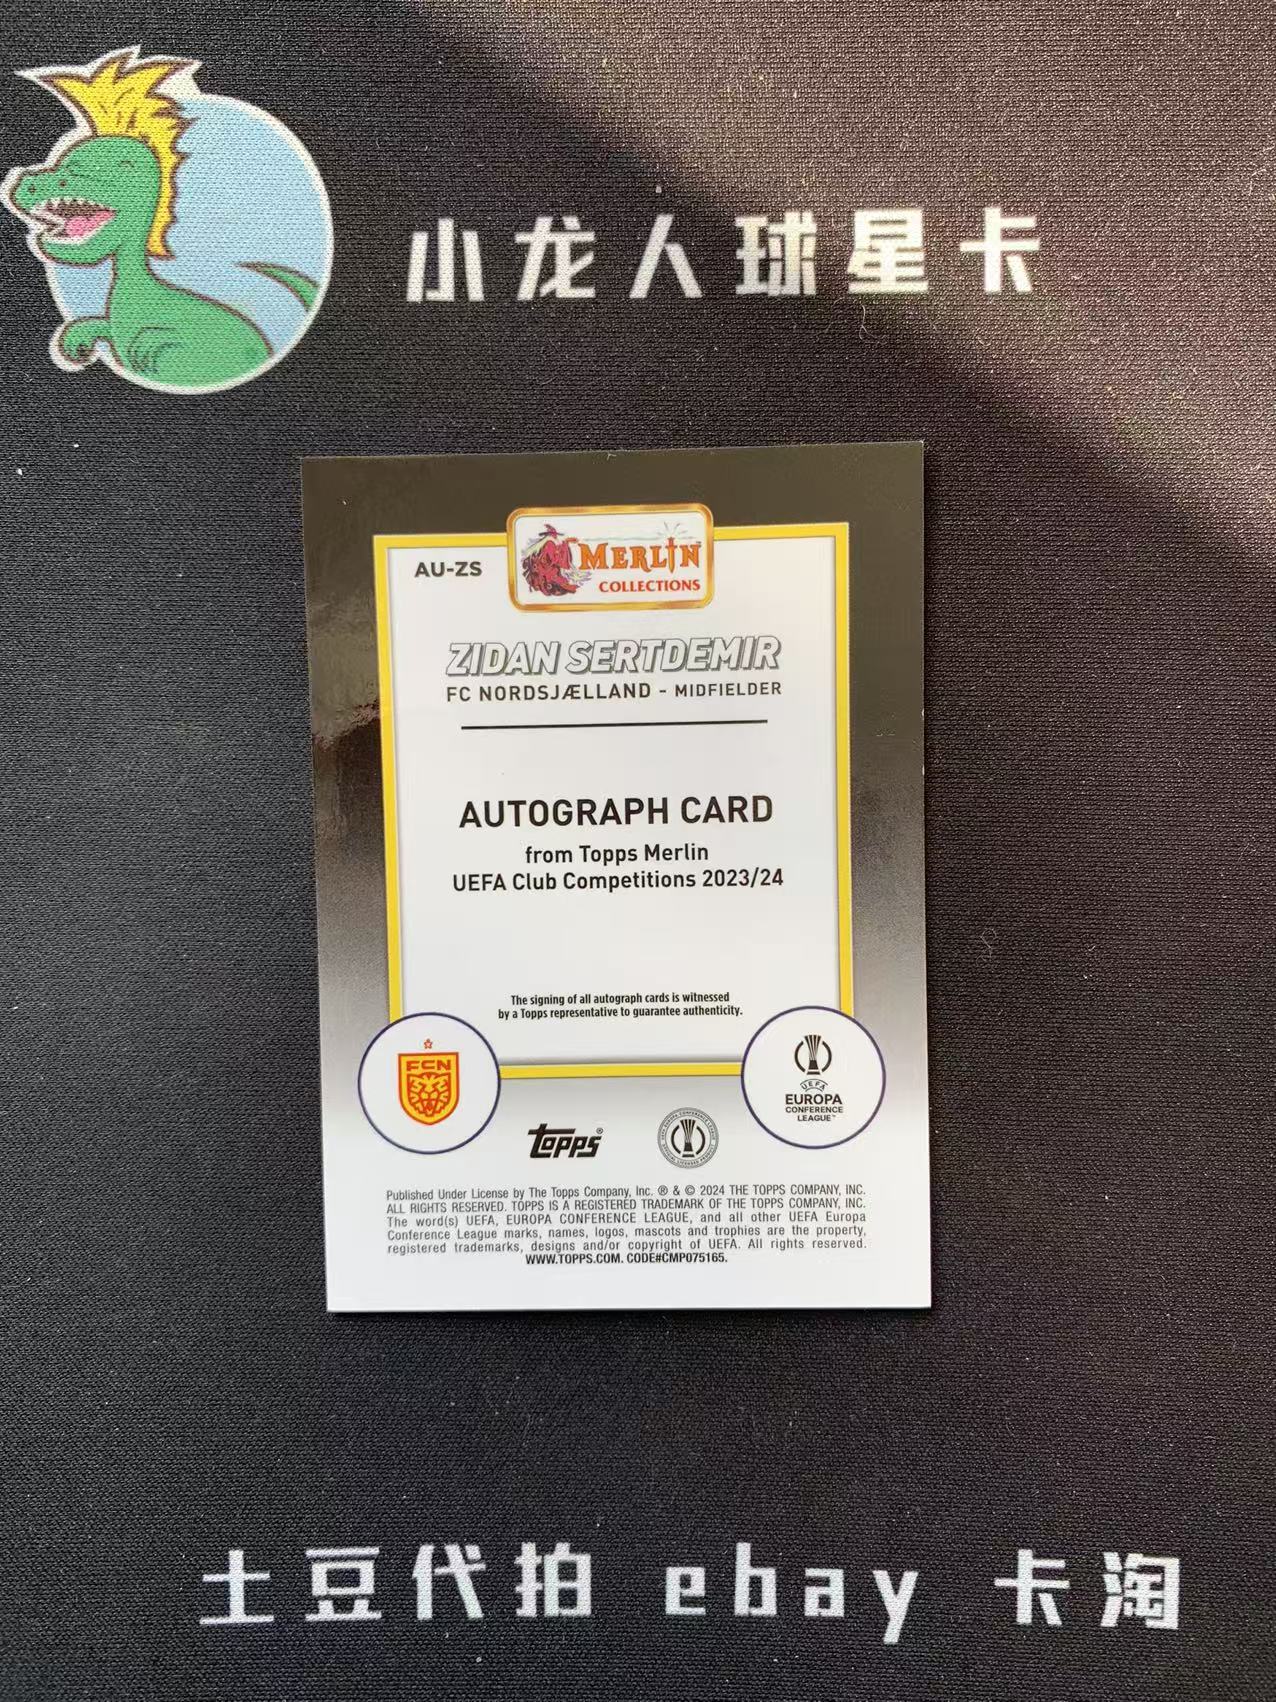 小龙人球星卡
AU-ZS
MERLIN
COLLECTIONS
ZIDAN SERTDEMIR
FC NORDSJÆLLAND - MIDFIELDER
AUTOGRAPH CARD
from Topps Merlin
UEFA Club Competitions 2023/24
The signing of all autograph cards is witnessed
by a Topps representative to guarantee authenticity.
FCN
UEFA
EUROPA
CONFERENCE
LEAGUE™
Topps®
Published Under License by The Topps Company, Inc. ® & © 2024 THE TOPPS COMPANY, INC.
ALL RIGHTS RESERVED. TOPPS IS A REGISTERED TRADEMARK OF THE TOPPS COMPANY, INC.
The word(s) UEFA, EUROPA CONFERENCE LEAGUE, and all other UEFA Europa
Conference League marks, names, logos, mascots and trophies are the property,
registered trademarks, designs and/or copyright of UEFA. All rights reserved.
WWW.TOPPS.COM. CODE#CMP075165.
土豆代拍 ebay 卡淘